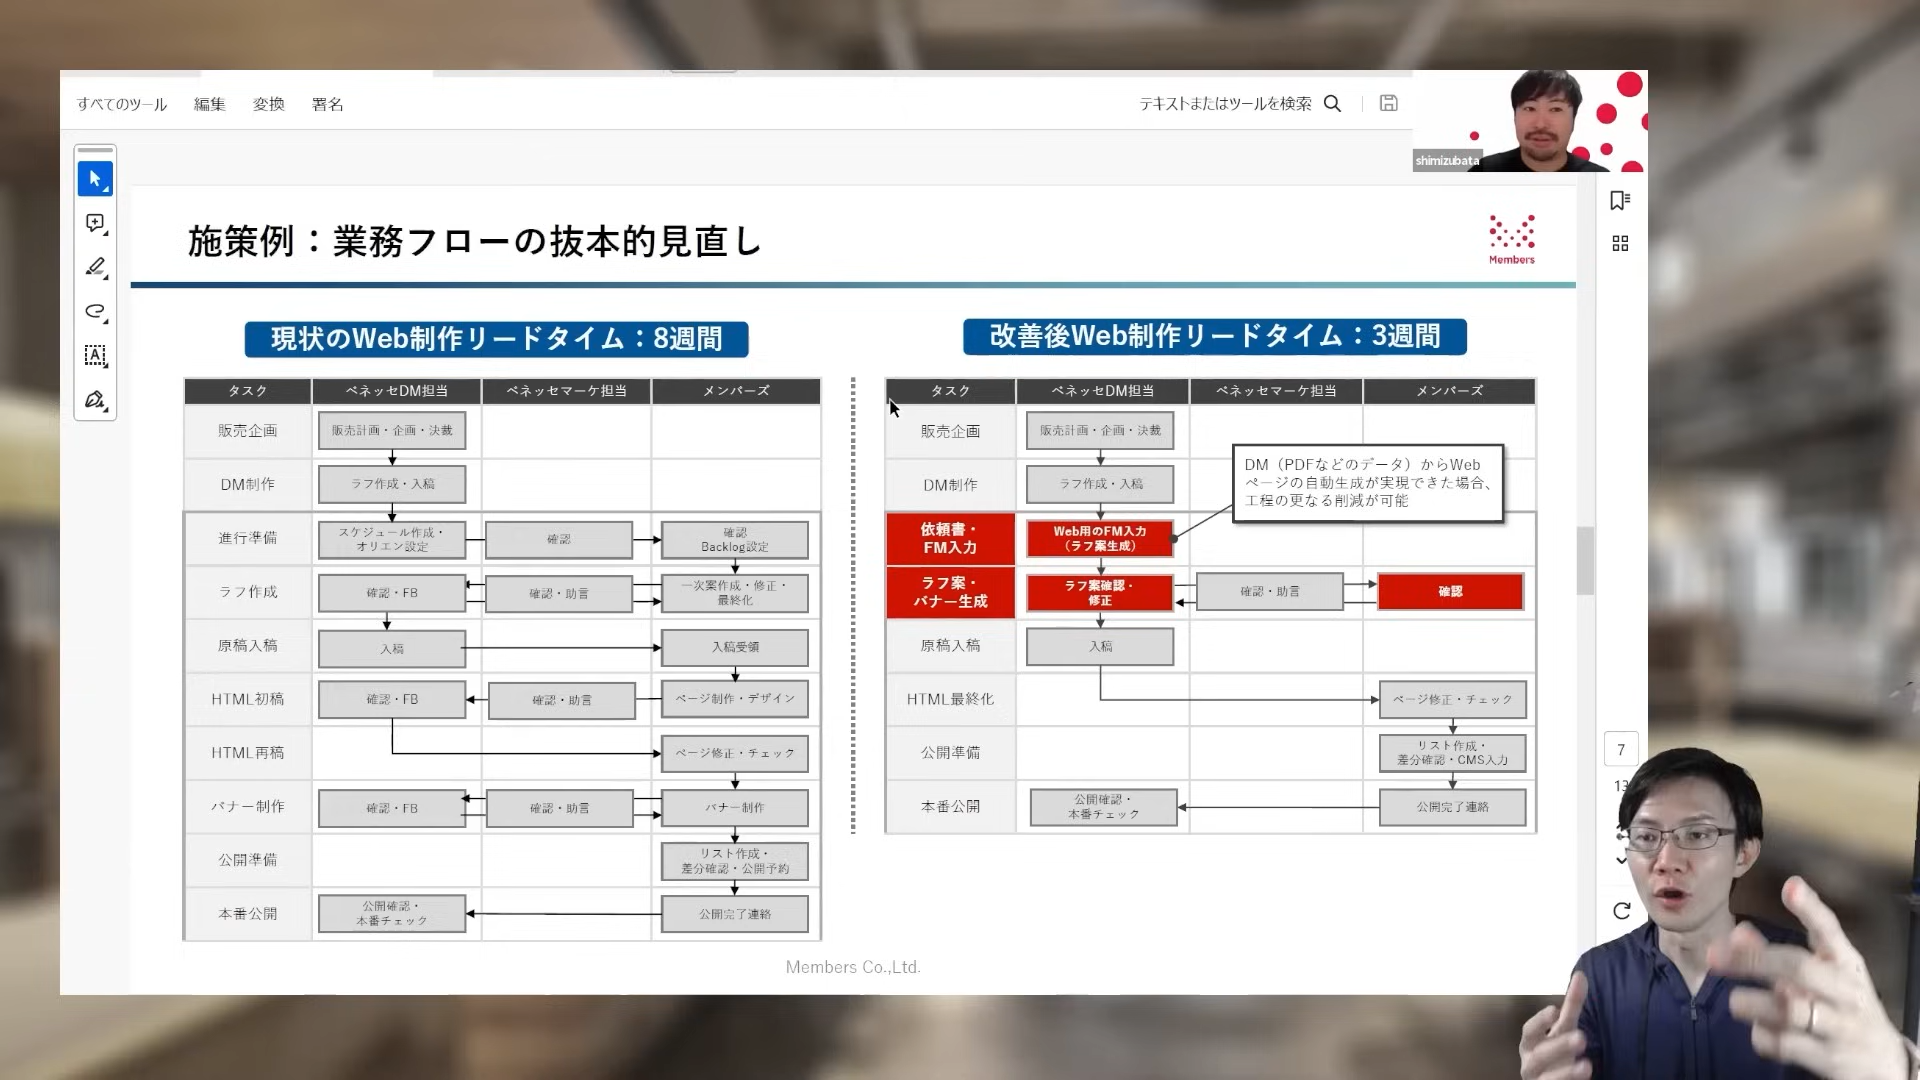 すべてのツール 編集 変換 署名
テキストまたはツールを検索
shimizubata
施策例：業務フローの抜本的見直し
Members
現状のWeb制作リードタイム：8週間
タスク ベネッセDM担当 ベネッセマーケ担当 メンバーズ
販売企画 販売計画・企画・決裁
DM制作 ラフ作成・入稿
進行準備 スケジュール作成・
オリエン設定 確認 確認
Backlog設定
ラフ作成 確認・FB 確認・助言 一次案作成・修正・
最終化
原稿入稿 入稿 入稿受領
HTML初稿 確認・FB 確認・助言 ページ制作・デザイン
HTML再稿 ページ修正・チェック
バナー制作 確認・FB 確認・助言 バナー制作
公開準備 リスト作成・
差分確認・公開予約
本番公開 公開確認・
本番チェック 公開完了連絡
改善後Web制作リードタイム：3週間
タスク ベネッセDM担当 ベネッセマーケ担当 メンバーズ
販売企画 販売計画・企画・決裁
DM（PDFなどのデータ）からWeb
ページの自動生成が実現できた場合、
工程の更なる削減が可能
DM制作 ラフ作成・入稿
依頼書・
FM入力 Web用のFM入力
（ラフ案生成）
ラフ案・
バナー生成 ラフ案確認・
修正 確認・助言 確認
原稿入稿 入稿
HTML最終化 ページ修正・チェック
公開準備 リスト作成・
差分確認・CMS入力
本番公開 公開確認・
本番チェック 公開完了連絡
Members Co.,Ltd.
7
13